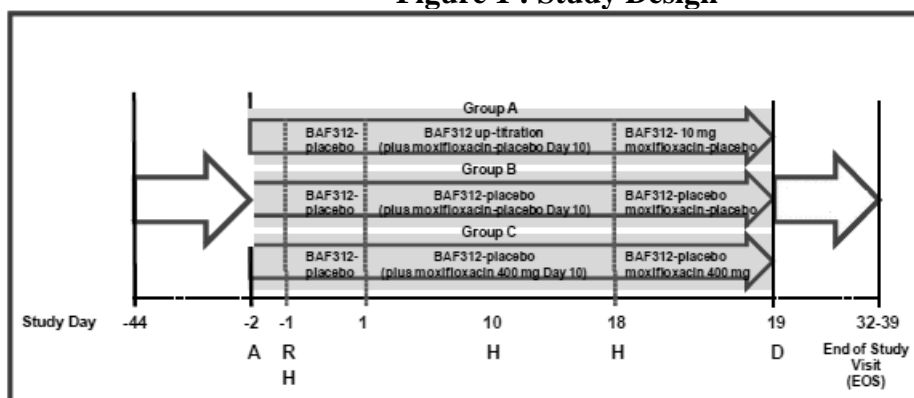 Figure 1 : Study Design
Group A
BAF312-
placebo
BAF312 up-titration
(plus moxifloxacin-placebo Day 10)
BAF312- 10 mg
moxifloxacin-placebo
Group B
BAF312-
placebo
BAF312-placebo
(plus moxifloxacin-placebo Day 10)
BAF312-placebo
moxifloxacin-placebo
Group C
BAF312-
placebo
BAF312-placebo
(plus moxifloxacin 400 mg Day 10)
BAF312-placebo
moxifloxacin 400 mg
Study Day -44 -2 -1 1 10 18 19 32-39
A R H H D End of Study
H Visit
(EOS)